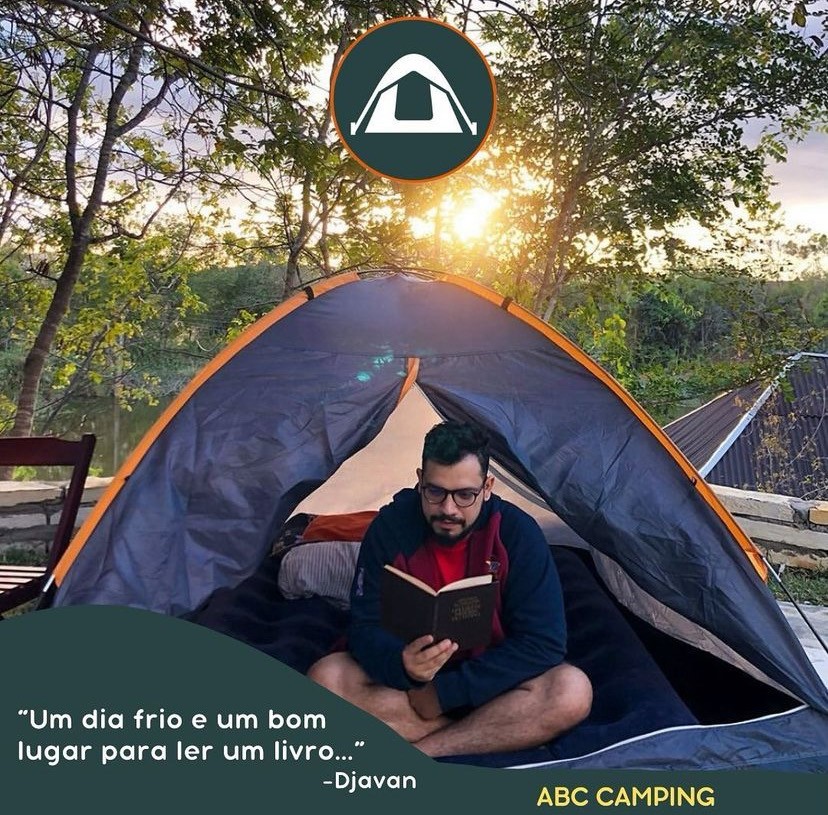 “Um dia frio e um bom
lugar para ler um livro...”
-Djavan
ABC CAMPING